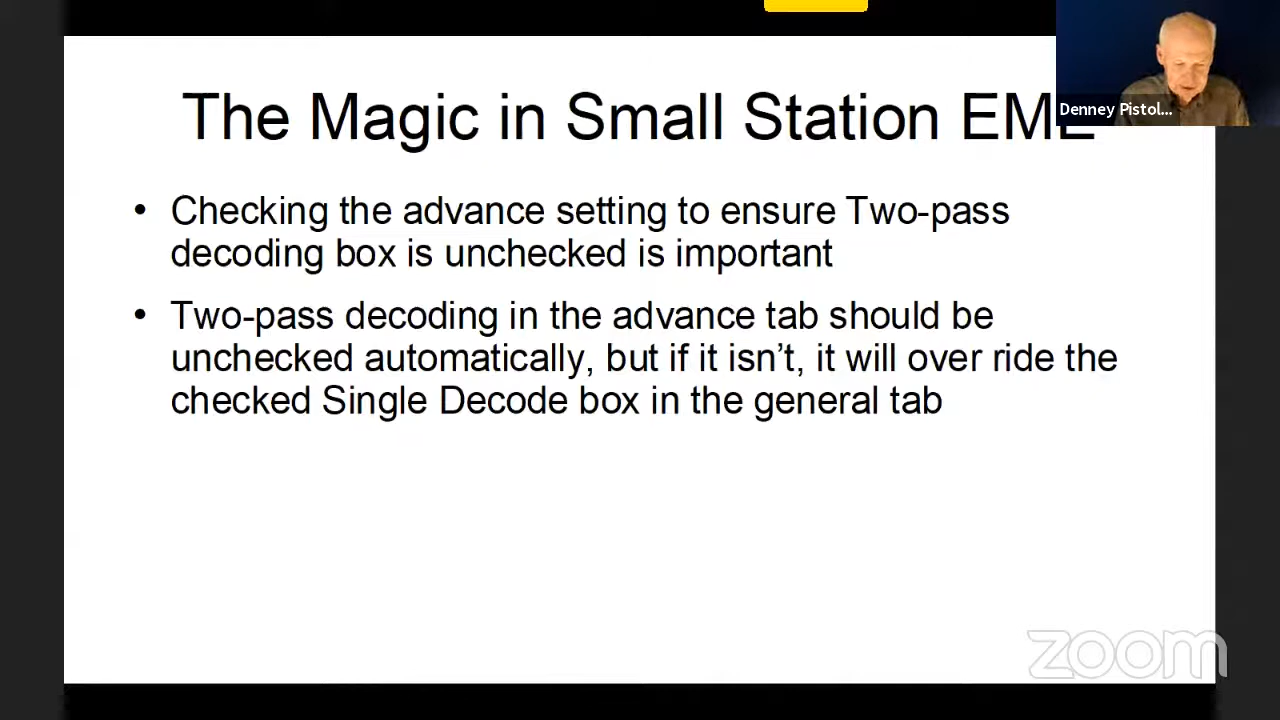 The Magic in Small Station EME
Denney Pistol...
• Checking the advance setting to ensure Two-pass
decoding box is unchecked is important
• Two-pass decoding in the advance tab should be
unchecked automatically, but if it isn’t, it will over ride the
checked Single Decode box in the general tab
zoom